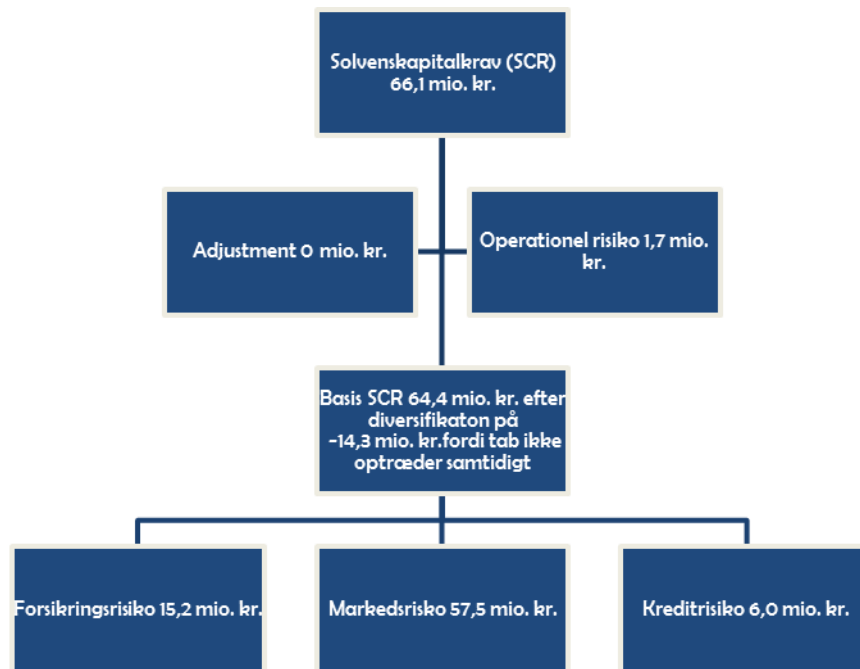 Solvenskapitalkrav (SCR)
66,1 mio. kr.
Adjustment 0 mio. kr.
Operationel risiko 1,7 mio.
kr.
Basis SCR 64,4 mio. kr. efter
diversifikaton på
-14,3 mio. kr.fordi tab ikke
optræder samtidigt
Forsikringsrisiko 15,2 mio. kr.
Markedsrisko 57,5 mio. kr.
Kreditrisiko 6,0 mio. kr.